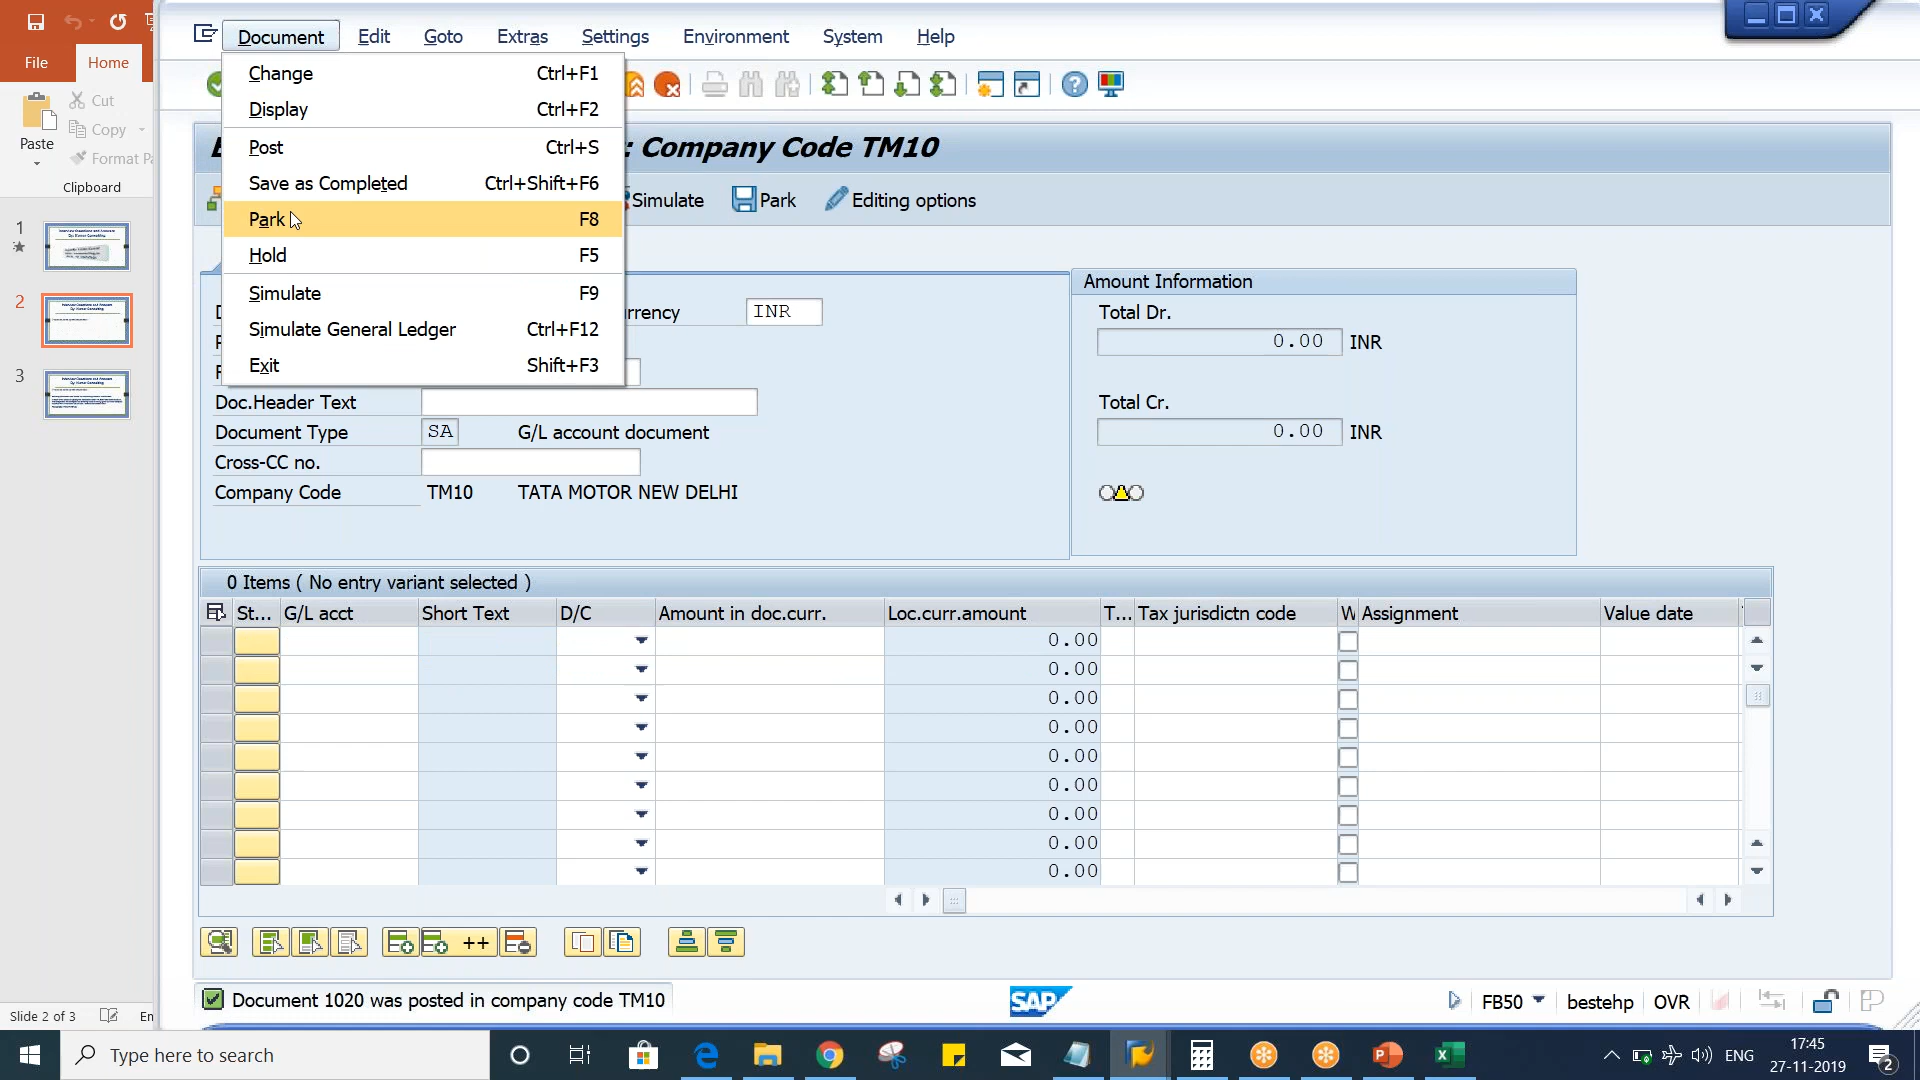 File
Home
Cut
Copy
Paste
Format Pa
Clipboard
1
2
3
Slide 2 of 3
En
Document
Edit
Goto
Extras
Settings
Environment
System
Help
Change Ctrl+F1
Display Ctrl+F2
Post Ctrl+S
Save as Completed Ctrl+Shift+F6
Park F8
Hold F5
Simulate F9
Simulate General Ledger Ctrl+F12
Exit Shift+F3
: Company Code TM10
Simulate
Park
Editing options
rrency INR
Doc.Header Text
Document Type SA G/L account document
Cross-CC no.
Company Code TM10 TATA MOTOR NEW DELHI
Amount Information
Total Dr.
0.00 INR
Total Cr.
0.00 INR
0 Items ( No entry variant selected )
St... G/L acct Short Text D/C Amount in doc.curr. Loc.curr.amount T... Tax jurisdictn code W Assignment Value date
0.00
0.00
0.00
0.00
0.00
0.00
0.00
0.00
0.00
++
Document 1020 was posted in company code TM10
SAP
FB50
bestehp
OVR
Type here to search
ENG
17:45
27-11-2019
2